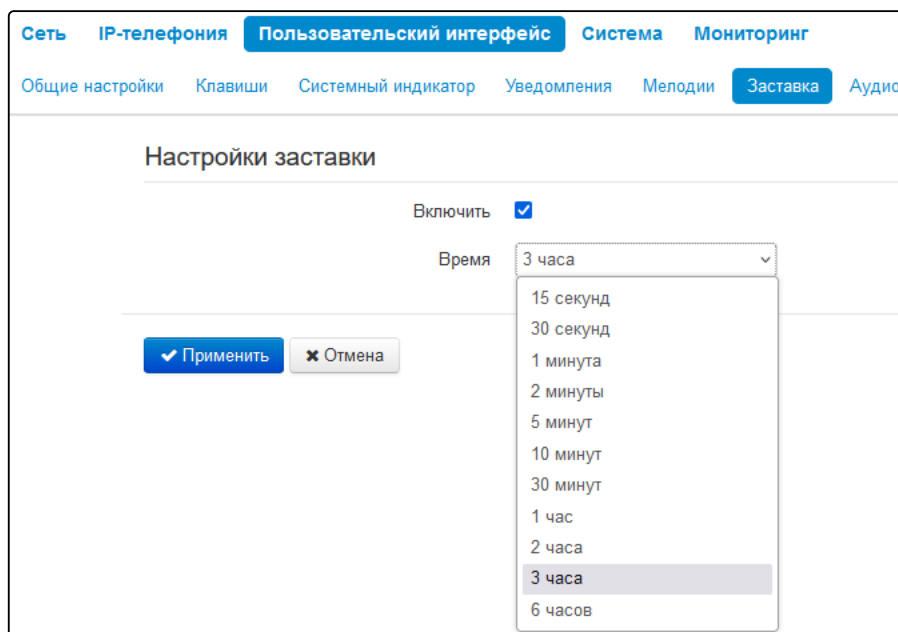 Сеть IP-телефония Пользовательский интерфейс Система Мониторинг
Общие настройки Клавиши Системный индикатор Уведомления Мелодии Заставка Аудио
Настройки заставки
Включить
Время 3 часа
15 секунд
30 секунд
1 минута
2 минуты
5 минут
10 минут
30 минут
1 час
2 часа
3 часа
6 часов
Применить Отмена